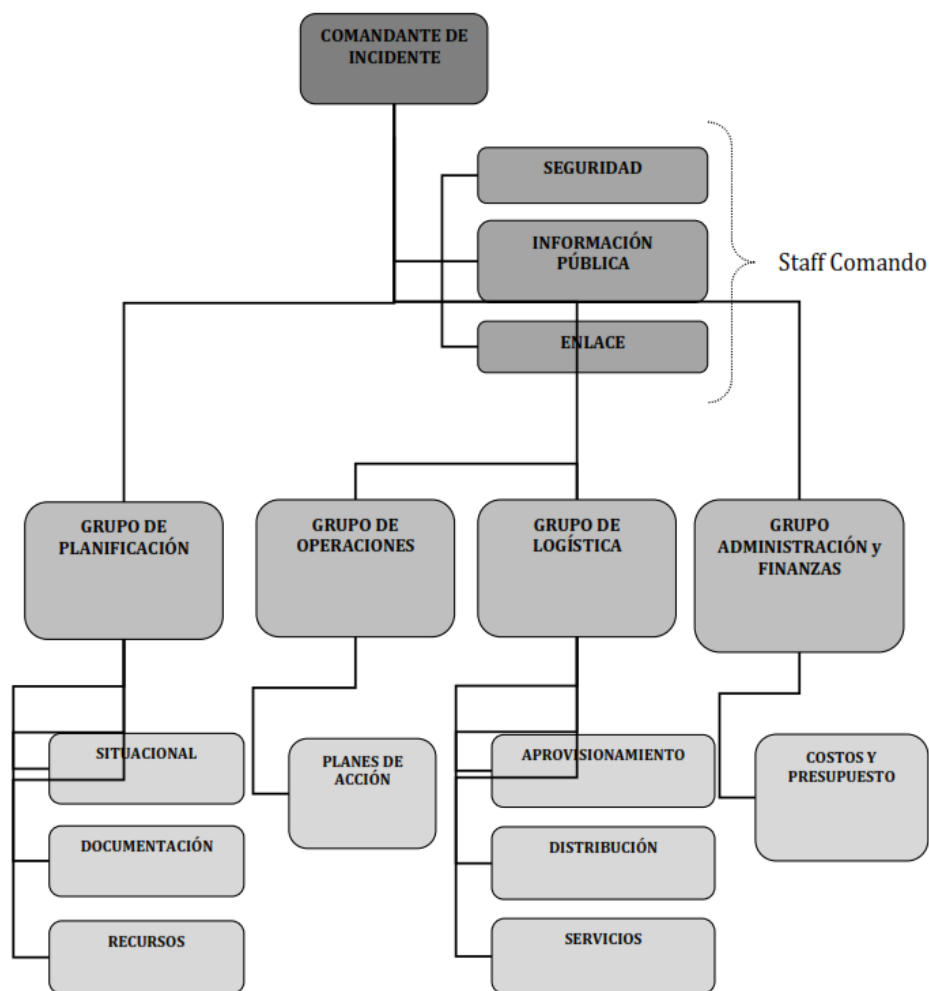 COMANDANTE DE
INCIDENTE
SEGURIDAD
INFORMACIÓN
PÚBLICA
Staff Comando
ENLACE
GRUPO DE
PLANIFICACIÓN
GRUPO DE
OPERACIONES
GRUPO DE
LOGÍSTICA
GRUPO
ADMINISTRACIÓN y
FINANZAS
SITUACIONAL
DOCUMENTACIÓN
RECURSOS
PLANES DE
ACCIÓN
APROVISIONAMIENTO
DISTRIBUCIÓN
SERVICIOS
COSTOS Y
PRESUPUESTO